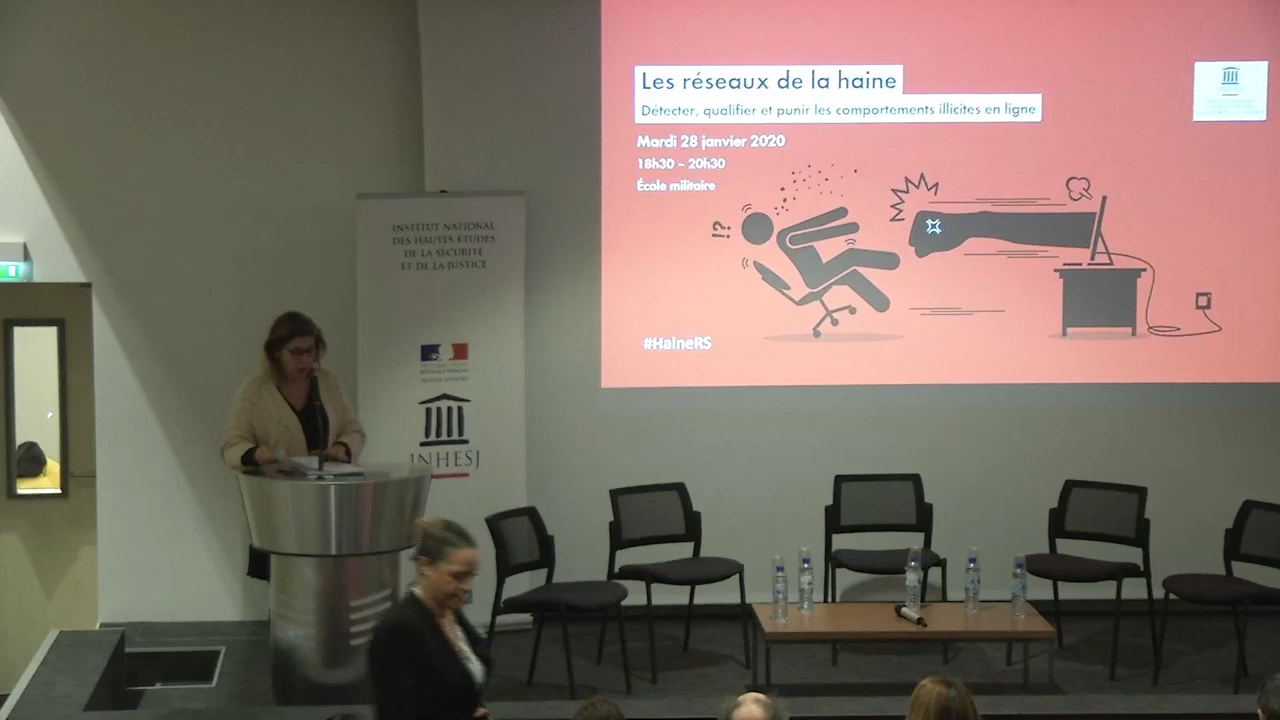 Les réseaux de la haine
Détecter, qualifier et punir les comportements illicites en ligne
Mardi 28 janvier 2020
18h30 – 20h30
École militaire
!?
#HaineRS
INSTITUT NATIONAL
DES HAUTES ÉTUDES
DE LA SÉCURITÉ
ET DE LA JUSTICE
INHESJ